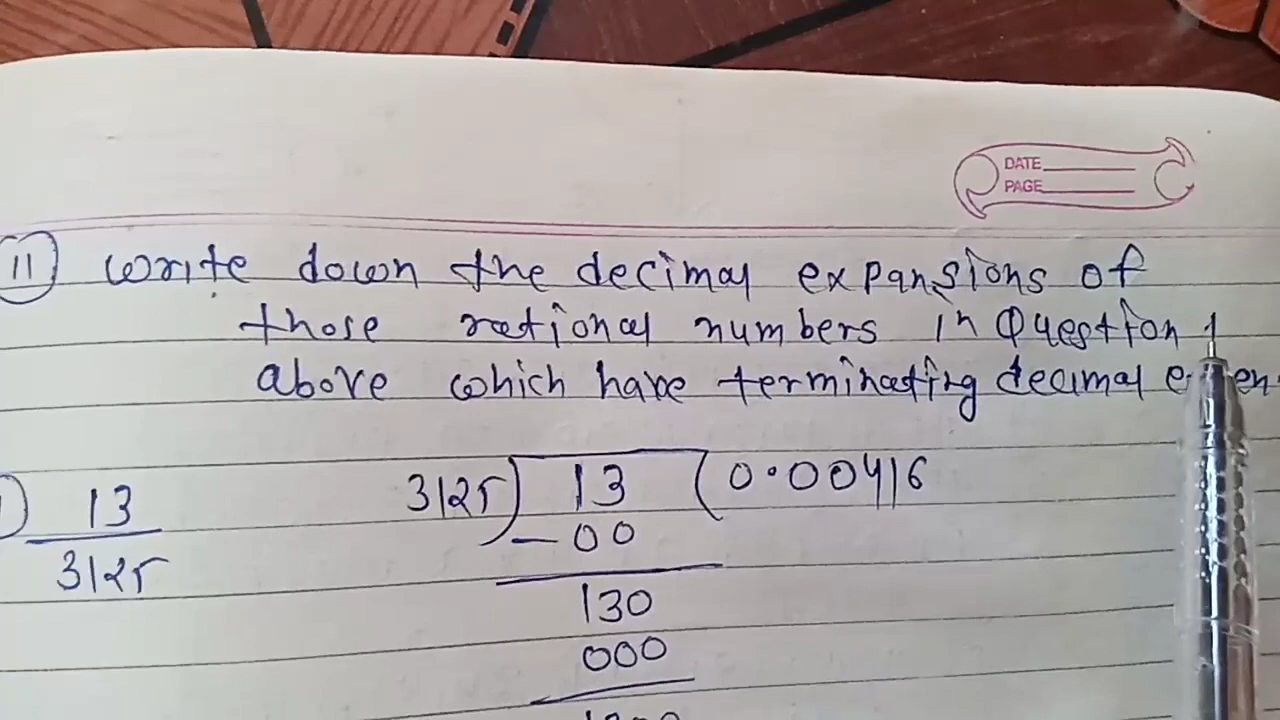 DATE
PAGE
11 write down the decimal expansions of
those rational numbers in Question 1
above which have terminating decimal
13
3125
3125) 13 (0.00416
- 00
130
000